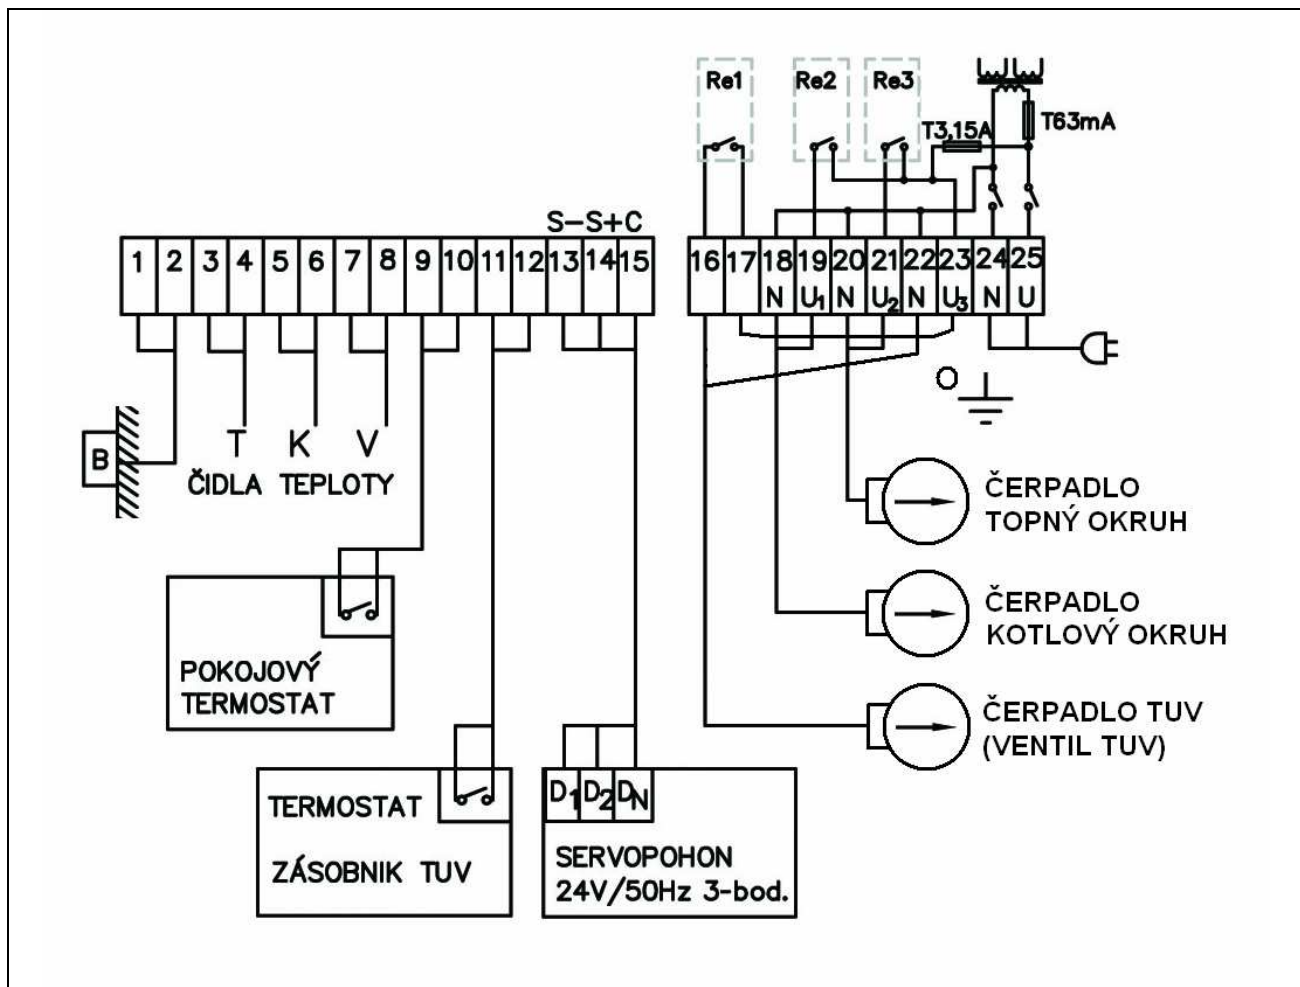 Re1 Re2 Re3
T3,15A T63mA
S-S+C
1 2 3 4 5 6 7 8 9 10 11 12 13 14 15
16 17 18 19 20 21 22 23 24 25
N U1 N U2 N U3 N U
O
B
T K V
ČIDLA TEPLOTY
ČERPADLO
TOPNÝ OKRUH
ČERPADLO
KOTLOVÝ OKRUH
POKOJOVÝ
TERMOSTAT
ČERPADLO TUV
(VENTIL TUV)
TERMOSTAT
ZÁSOBNIK TUV
D1 D2 DN
SERVOPOHON
24V/50Hz 3-bod.